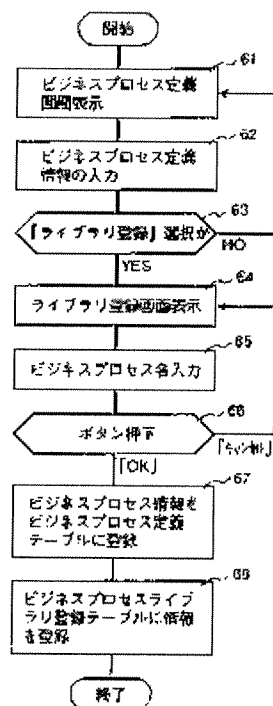 開始
61
ビジネスプロセス定義
画面表示
62
ビジネスプロセス定義
情報の入力
63
「ライブラリ登録」選択か
NO
YES
64
ライブラリ登録画面表示
65
ビジネスプロセス名入力
66
ボタン押下
「キャンセル」
「OK」
67
ビジネスプロセス情報を
ビジネスプロセス定義
テーブルに登録
68
ビジネスプロセスライブ
ラリ登録テーブルに情報
を登録
終了